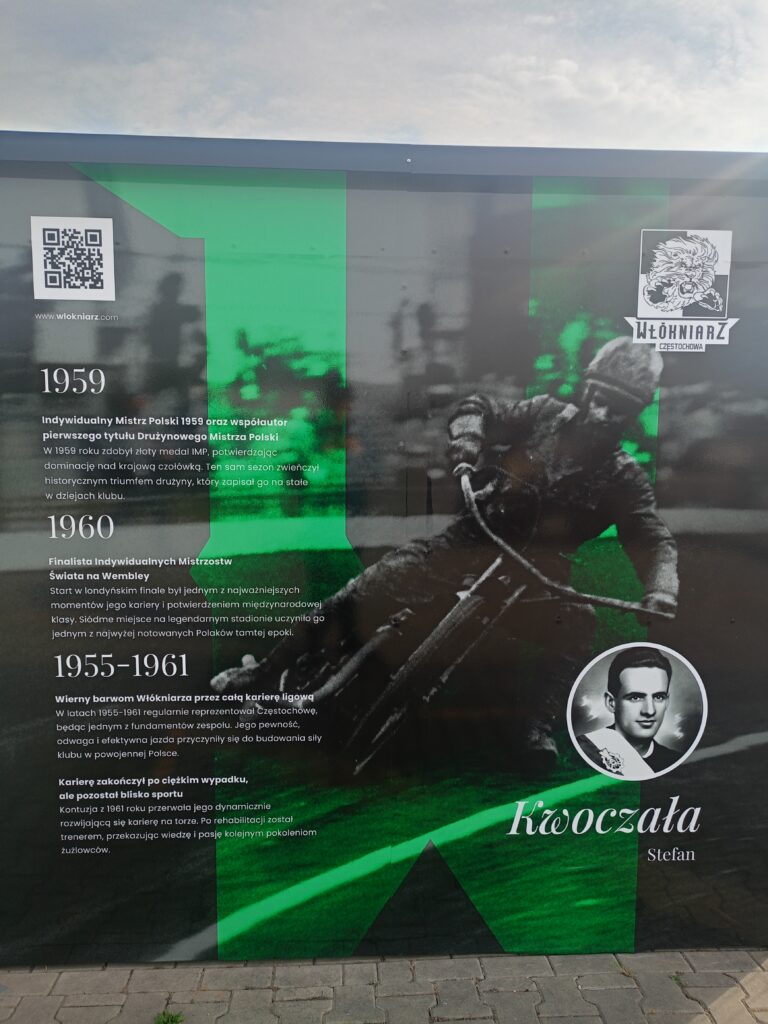 www.włókniarz.com
WŁÓKNIARZ
CZĘSTOCHOWA
1959
Indywidualny Mistrz Polski 1959 oraz współautor
pierwszego tytułu Drużynowego Mistrza Polski
W 1959 roku zdobył złoty medal IMP, potwierdzając
dominację nad krajową czołówką. Ten sam sezon zwieńczył
historycznym triumfem drużyny, który zapisał go na stałe
w dziejach klubu.
1960
Finalista Indywidualnych Mistrzostw
Świata na Wembley
Start w londyńskim finale był jednym z najważniejszych
momentów jego kariery i potwierdzeniem międzynarodowej
klasy. Siódme miejsce na legendarnym stadionie uczyniło go
jednym z najwyżej notowanych Polaków tamtej epoki.
1955-1961
Wierny barwom Włókniarza przez całą karierę ligową
W latach 1955-1961 regularnie reprezentował Częstochowę,
będąc jednym z fundamentów zespołu. Jego pewność,
odwaga i efektywna jazda przyczyniły się do budowania siły
klubu w powojennej Polsce.
Karierę zakończył po ciężkim wypadku,
ale pozostał blisko sportu
Kontuzja z 1961 roku przerwała jego dynamicznie
rozwijającą się karierę na torze. Po rehabilitacji został
trenerem, przekazując wiedzę i pasję kolejnym pokoleniom
żużlowców.
Kwoczała
Stefan